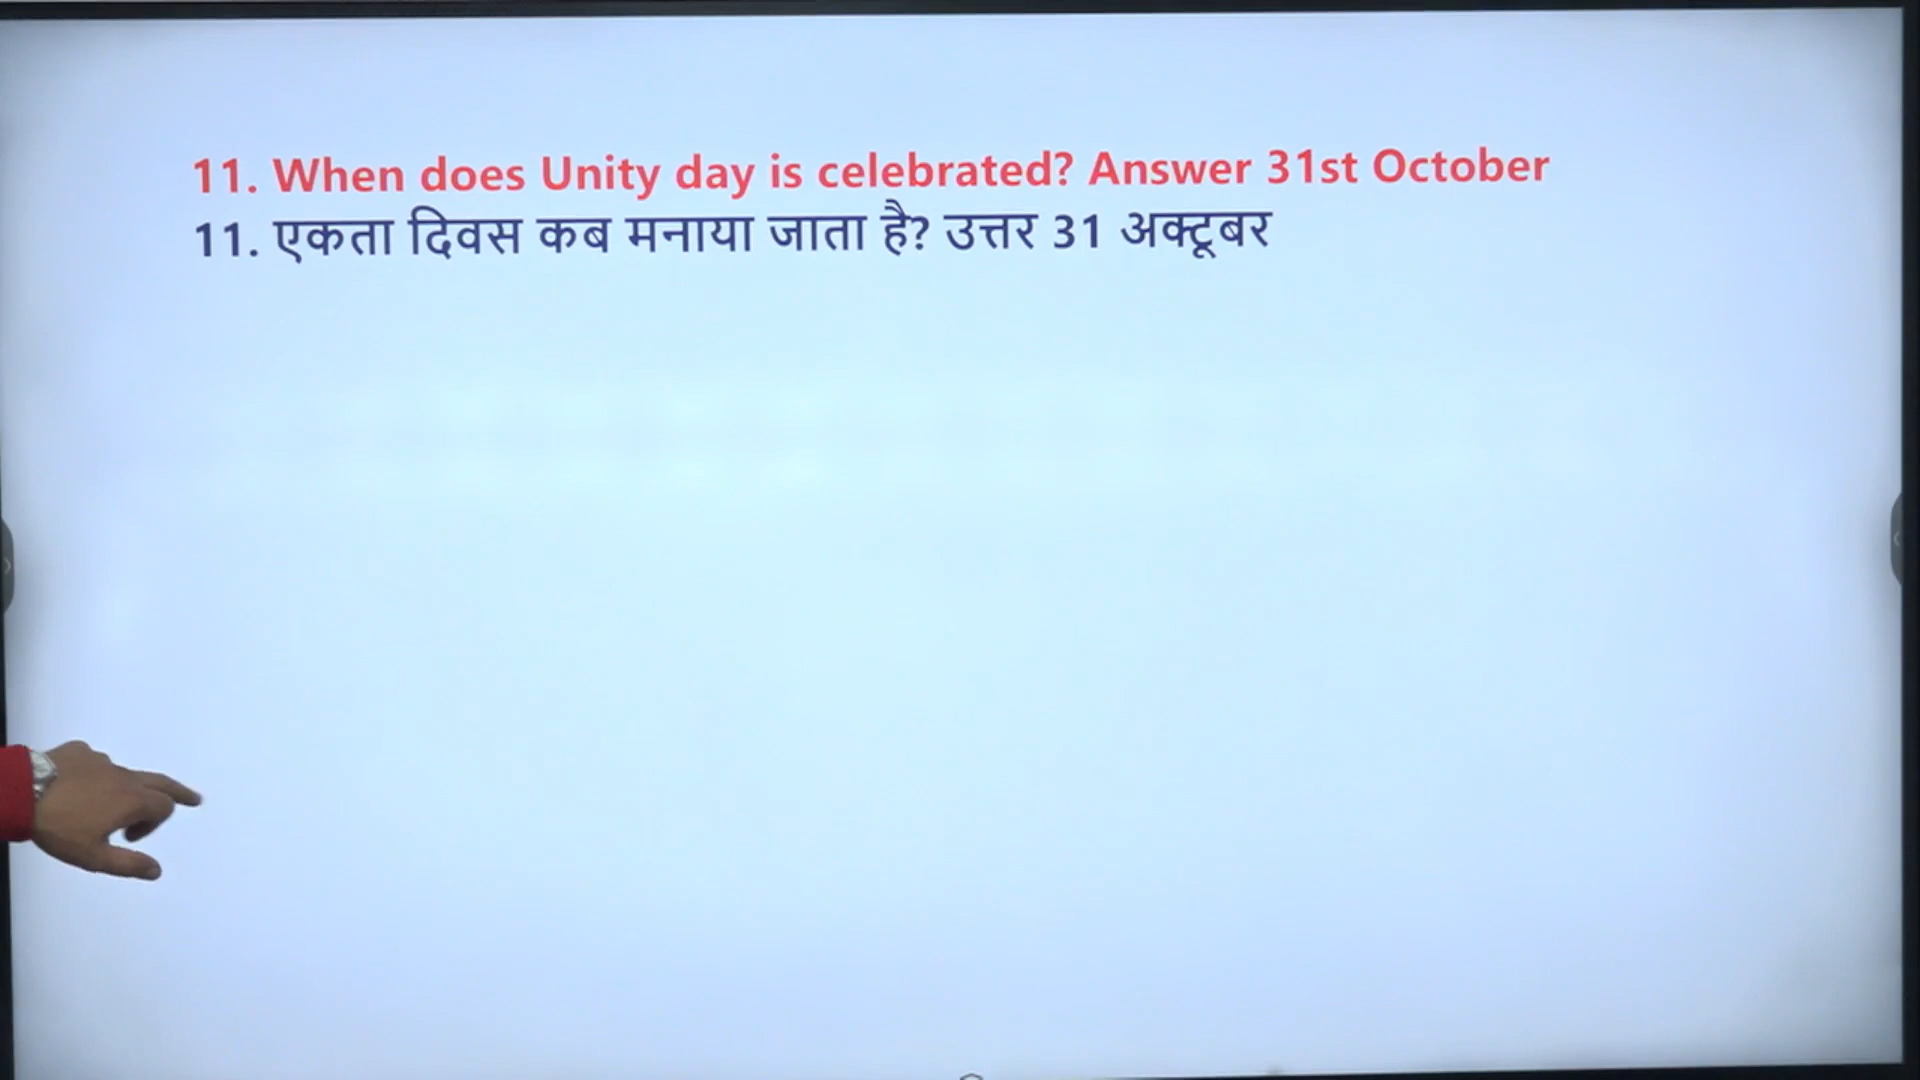 11. When does Unity day is celebrated? Answer 31st October
11. एकता दिवस कब मनाया जाता है? उत्तर 31 अक्टूबर